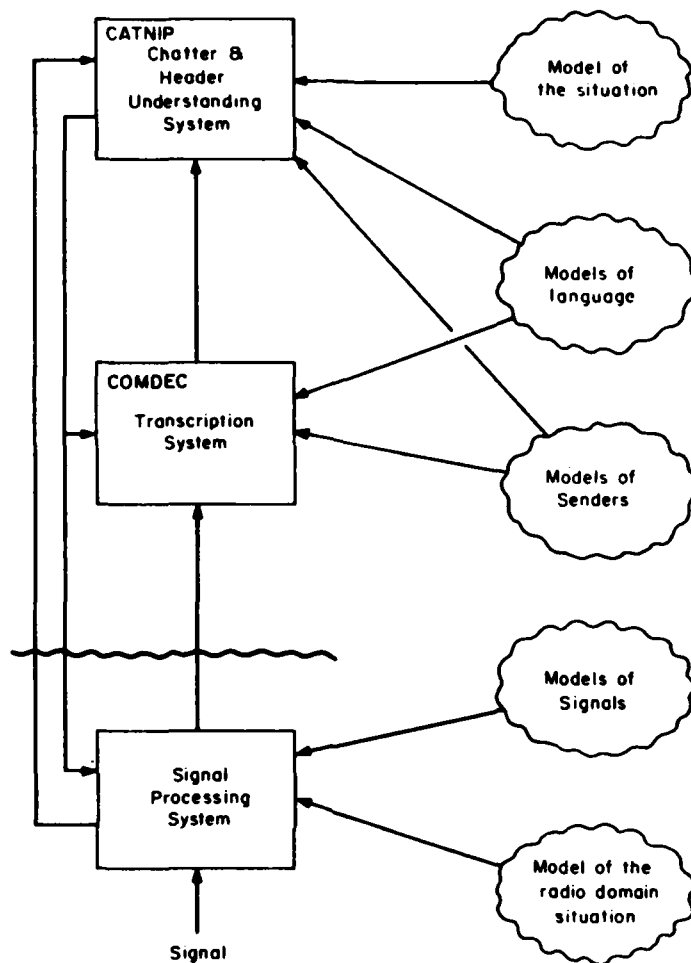 CATNIP
Chatter &
Header
Understanding
System
Model of
the situation
Models of
language
COMDEC
Transcription
System
Models of
Senders
Models of
Signals
Signal
Processing
System
Model of the
radio domain
situation
Signal